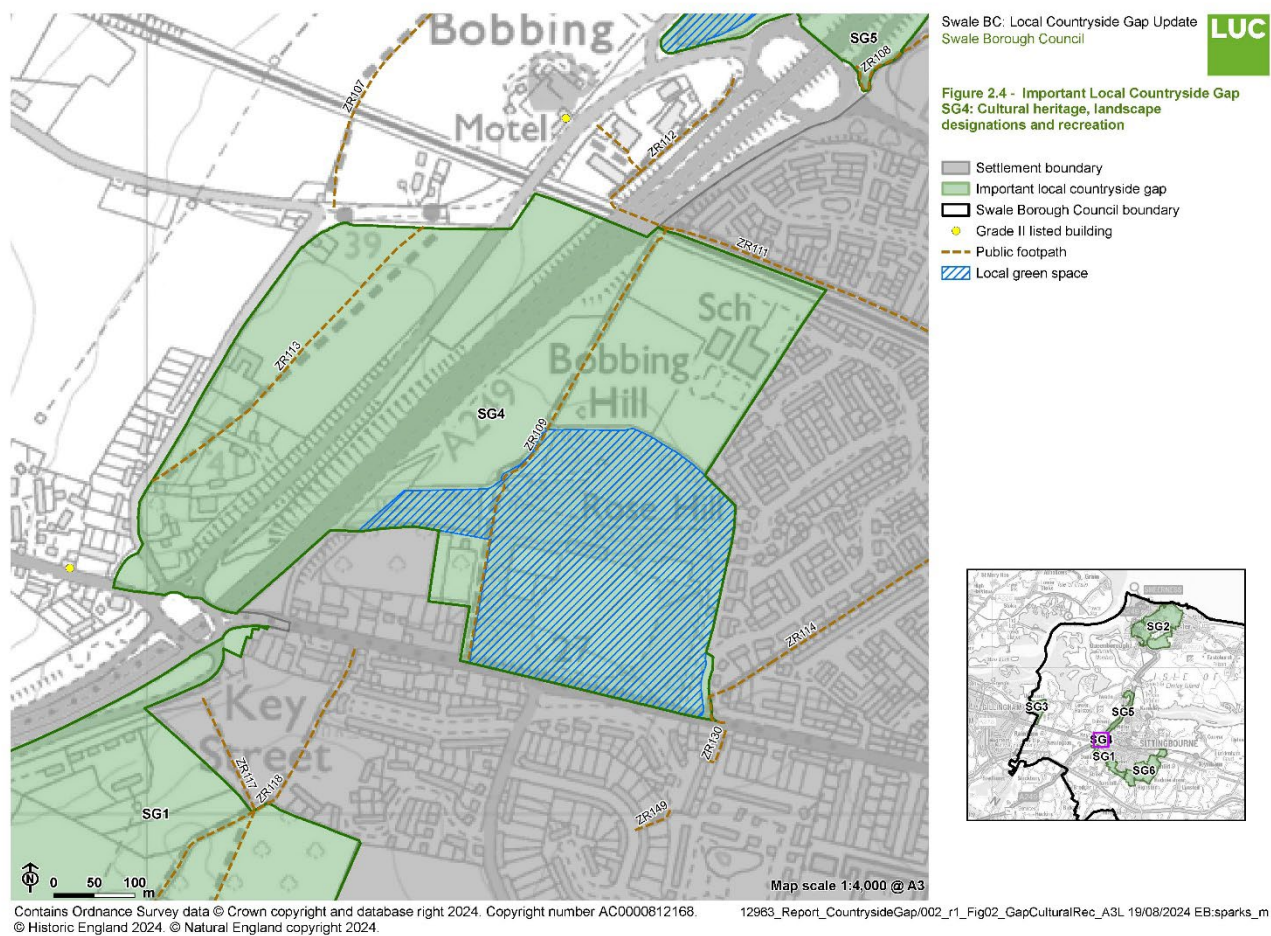 Swale BC: Local Countryside Gap Update
Swale Borough Council
LUC
Figure 2.4 - Important Local Countryside Gap
SG4: Cultural heritage, landscape
designations and recreation
Settlement boundary
Important local countryside gap
Swale Borough Council boundary
Grade II listed building
Public footpath
Local green space
Bobbing
SG5
ZR108
ZR107
Motel
ZR112
ZR111
39
Sch
ZR113
Bobbing
Hill
A249
SG4
ZR109
41
Rose Hill
27
ZR114
Key
Street
ZR130
ZR117
ZR118
ZR149
SG1
N
0 50 100
m
Map scale 1:4,000 @ A3
SG2
ISLE OF
SG3
SG5
SITTINGBOURNE
SG1
SG6
Contains Ordnance Survey data © Crown copyright and database right 2024. Copyright number AC0000812168.
© Historic England 2024. © Natural England copyright 2024.
12963_Report_CountrysideGap/002_r1_Fig02_GapCulturalRec_A3L 19/08/2024 EB:sparks_m